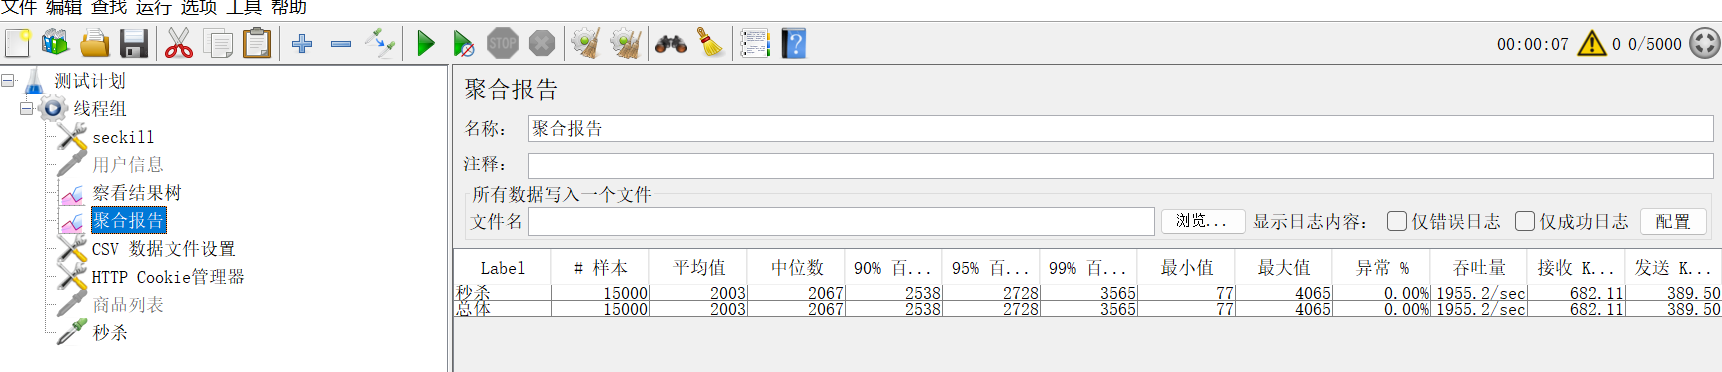 文件 编辑 查找 运行 选项 工具 帮助
STOP
00:00:07 0 0/5000
测试计划
线程组
seckill
用户信息
察看结果树
聚合报告
CSV 数据文件设置
HTTP Cookie管理器
商品列表
秒杀
聚合报告
名称： 聚合报告
注释：
所有数据写入一个文件
文件名 浏览... 显示日志内容： 仅错误日志 仅成功日志 配置
Label # 样本 平均值 中位数 90% 百... 95% 百... 99% 百... 最小值 最大值 异常 % 吞吐量 接收 K... 发送 K...
秒杀 15000 2003 2067 2538 2728 3565 77 4065 0.00% 1955.2/sec 682.11 389.50
总体 15000 2003 2067 2538 2728 3565 77 4065 0.00% 1955.2/sec 682.11 389.50